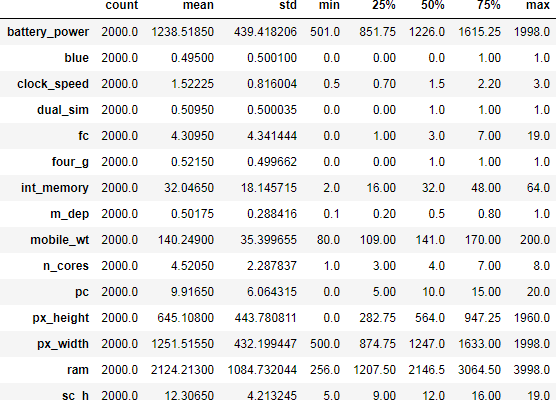 count mean std min 25% 50% 75% max
battery_power 2000.0 1238.51850 439.418206 501.0 851.75 1226.0 1615.25 1998.0
blue 2000.0 0.49500 0.500100 0.0 0.00 0.0 1.00 1.0
clock_speed 2000.0 1.52225 0.816004 0.5 0.70 1.5 2.20 3.0
dual_sim 2000.0 0.50950 0.500035 0.0 0.00 1.0 1.00 1.0
fc 2000.0 4.30950 4.341444 0.0 1.00 3.0 7.00 19.0
four_g 2000.0 0.52150 0.499662 0.0 0.00 1.0 1.00 1.0
int_memory 2000.0 32.04650 18.145715 2.0 16.00 32.0 48.00 64.0
m_dep 2000.0 0.50175 0.288416 0.1 0.20 0.5 0.80 1.0
mobile_wt 2000.0 140.24900 35.399655 80.0 109.00 141.0 170.00 200.0
n_cores 2000.0 4.52050 2.287837 1.0 3.00 4.0 7.00 8.0
pc 2000.0 9.91650 6.064315 0.0 5.00 10.0 15.00 20.0
px_height 2000.0 645.10800 443.780811 0.0 282.75 564.0 947.25 1960.0
px_width 2000.0 1251.51550 432.199447 500.0 874.75 1247.0 1633.00 1998.0
ram 2000.0 2124.21300 1084.732044 256.0 1207.50 2146.5 3064.50 3998.0
sc_h 2000.0 12.30650 4.213245 5.0 9.00 12.0 16.00 19.0